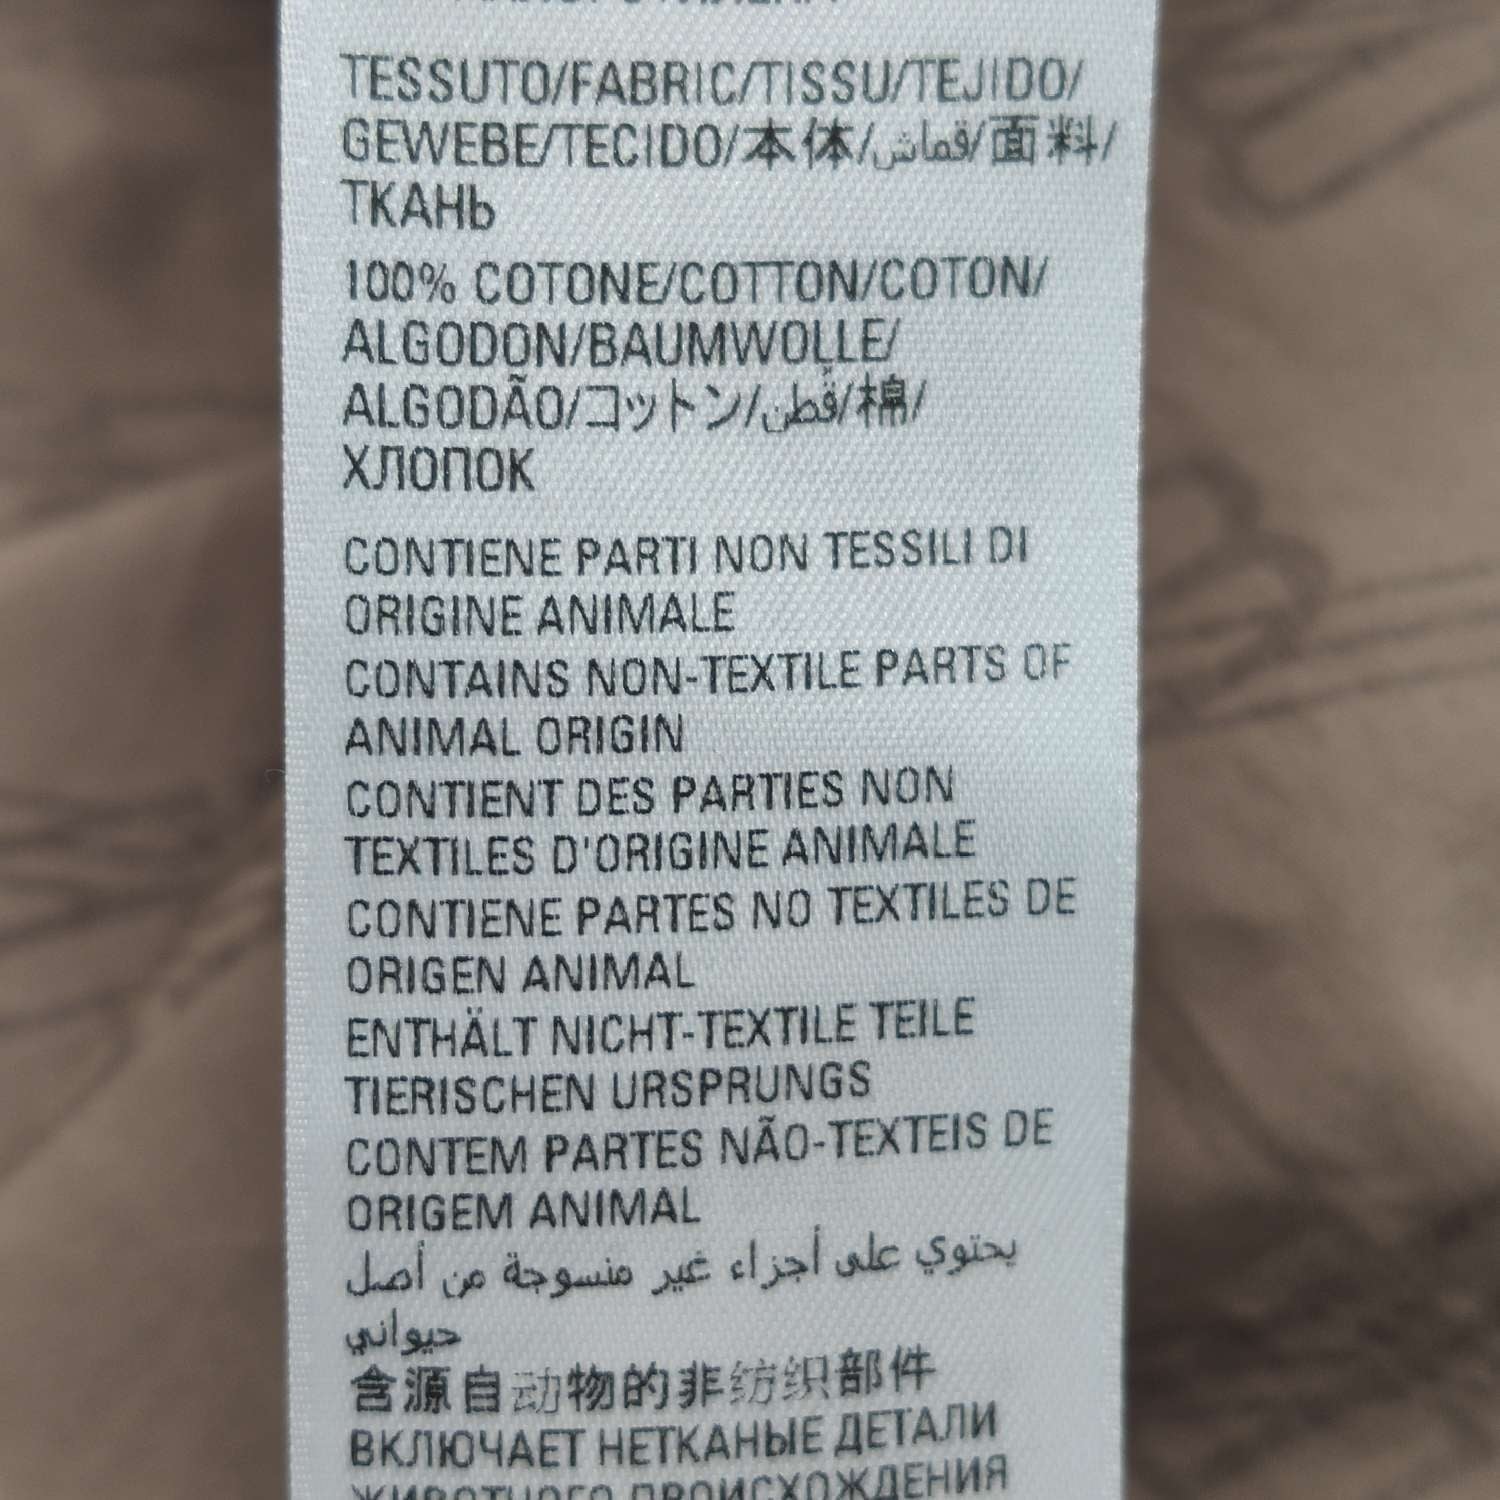 TESSUTO/FABRIC/TISSU/TEJIDO/
GEWEBE/TECIDO/本体/قماش/面料/
ТКАНЬ
100% COTONE/COTTON/COTON/
ALGODON/BAUMWOLLE/
ALGODÃO/コットン/قُطن/棉/
ХЛОПОК
CONTIENE PARTI NON TESSILI DI
ORIGINE ANIMALE
CONTAINS NON-TEXTILE PARTS OF
ANIMAL ORIGIN
CONTIENT DES PARTIES NON
TEXTILES D'ORIGINE ANIMALE
CONTIENE PARTES NO TEXTILES DE
ORIGEN ANIMAL
ENTHÄLT NICHT-TEXTILE TEILE
TIERISCHEN URSPRUNGS
CONTEM PARTES NÃO-TEXTEIS DE
ORIGEM ANIMAL
يحتوي على أجزاء غير منسوجة من أصل
حيواني
含源自动物的非纺织部件
ВКЛЮЧАЕТ НЕТКАНЫЕ ДЕТАЛИ
ЖИВОТНОГО ПРОИСХОЖДЕНИЯ